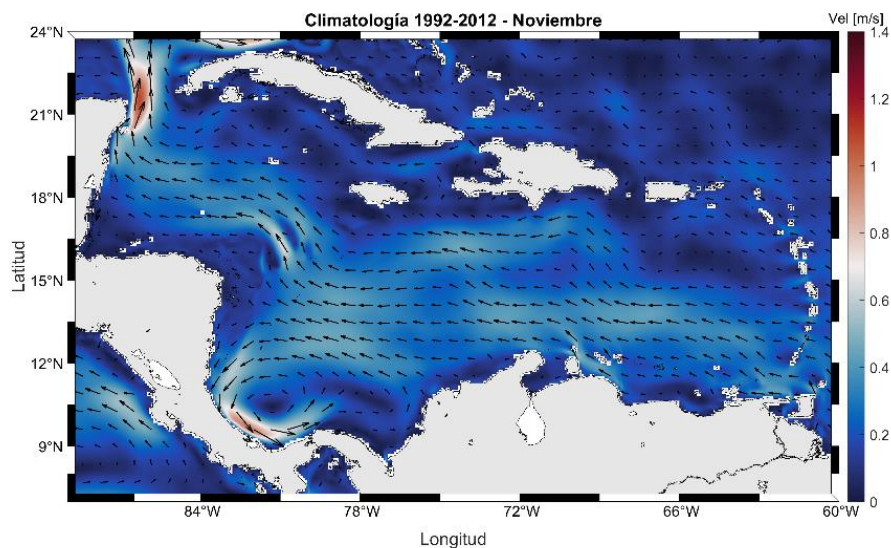 Climatología 1992-2012 - Noviembre
Vel [m/s]
24°N
21°N
18°N
15°N
12°N
9°N
Latitud
84°W
78°W
72°W
66°W
60°W
Longitud
1.4
1.2
1
0.8
0.6
0.4
0.2
0